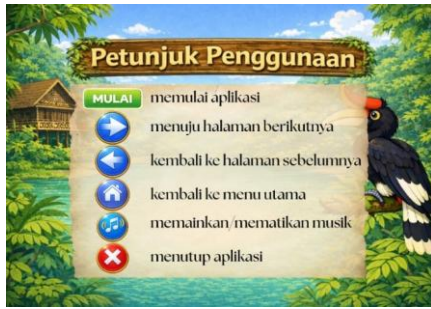 Petunjuk Penggunaan
MULAI memulai aplikasi
menuju halaman berikutnya
kembali ke halaman sebelumnya
kembali ke menu utama
memainkan/mematikan musik
menutup aplikasi